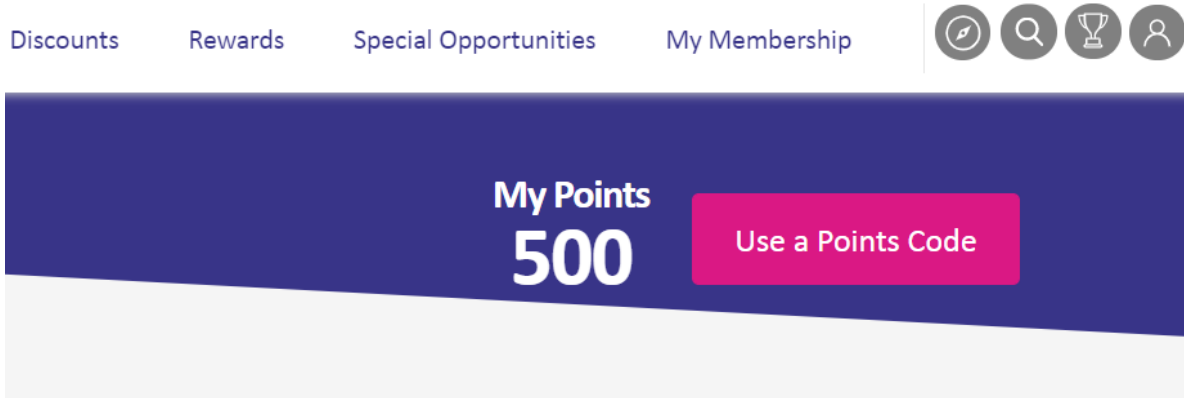 Discounts Rewards Special Opportunities My Membership
My Points
500
Use a Points Code